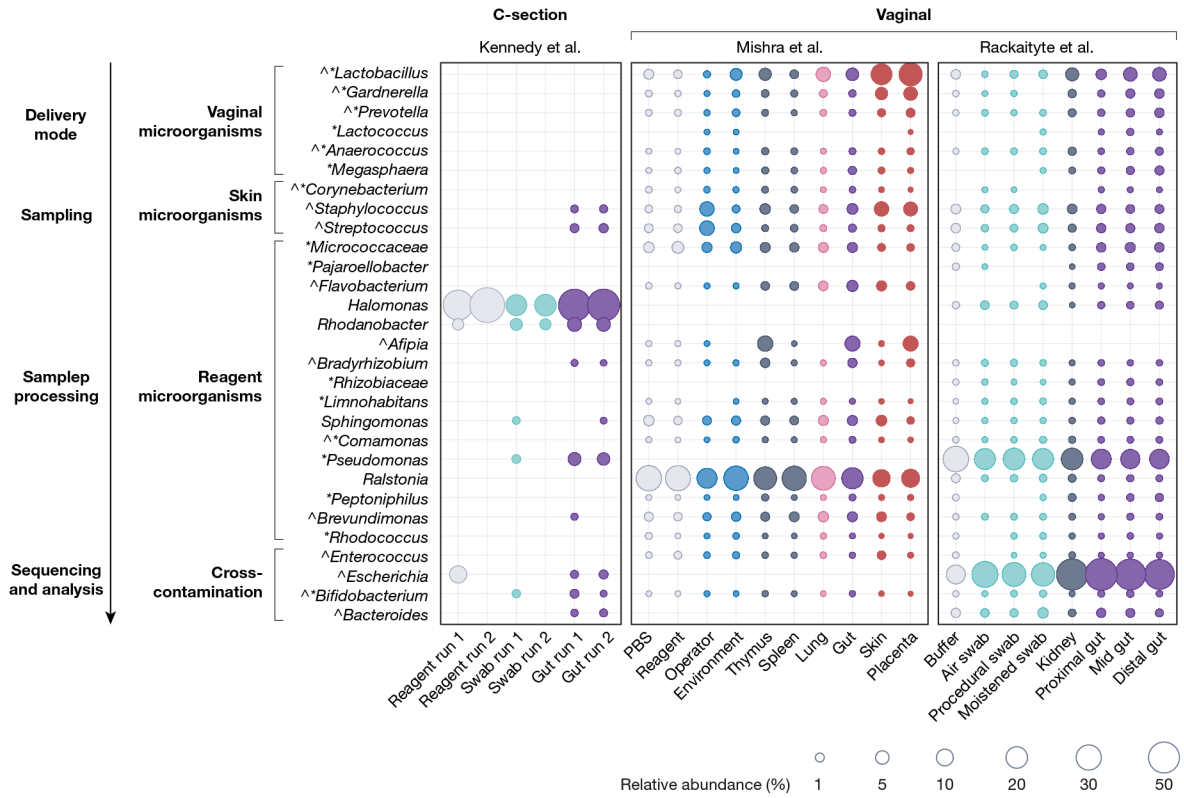 C-section
Vaginal
Kennedy et al.
Mishra et al.
Rackaityte et al.
Delivery
mode
Sampling
Samplep
processing
Sequencing
and analysis
Vaginal
microorganisms
Skin
microorganisms
Reagent
microorganisms
Cross-
contamination
^*Lactobacillus
^*Gardnerella
^*Prevotella
*Lactococcus
^*Anaerococcus
*Megasphaera
^*Corynebacterium
^Staphylococcus
^Streptococcus
*Micrococcaceae
*Pajaroellobacter
^Flavobacterium
Halomonas
Rhodanobacter
^Afipia
^Bradyrhizobium
*Rhizobiaceae
*Limnohabitans
Sphingomonas
^*Comamonas
*Pseudomonas
Ralstonia
*Peptoniphilus
^Brevundimonas
*Rhodococcus
^Enterococcus
^Escherichia
^*Bifidobacterium
^Bacteroides
Reagent run 1
Reagent run 2
Swab run 1
Swab run 2
Gut run 1
Gut run 2
PBS
Reagent
Operator
Environment
Thymus
Spleen
Lung
Gut
Skin
Placenta
Buffer
Air swab
Procedural swab
Moistened swab
Kidney
Proximal gut
Mid gut
Distal gut
Relative abundance (%) 1 5 10 20 30 50